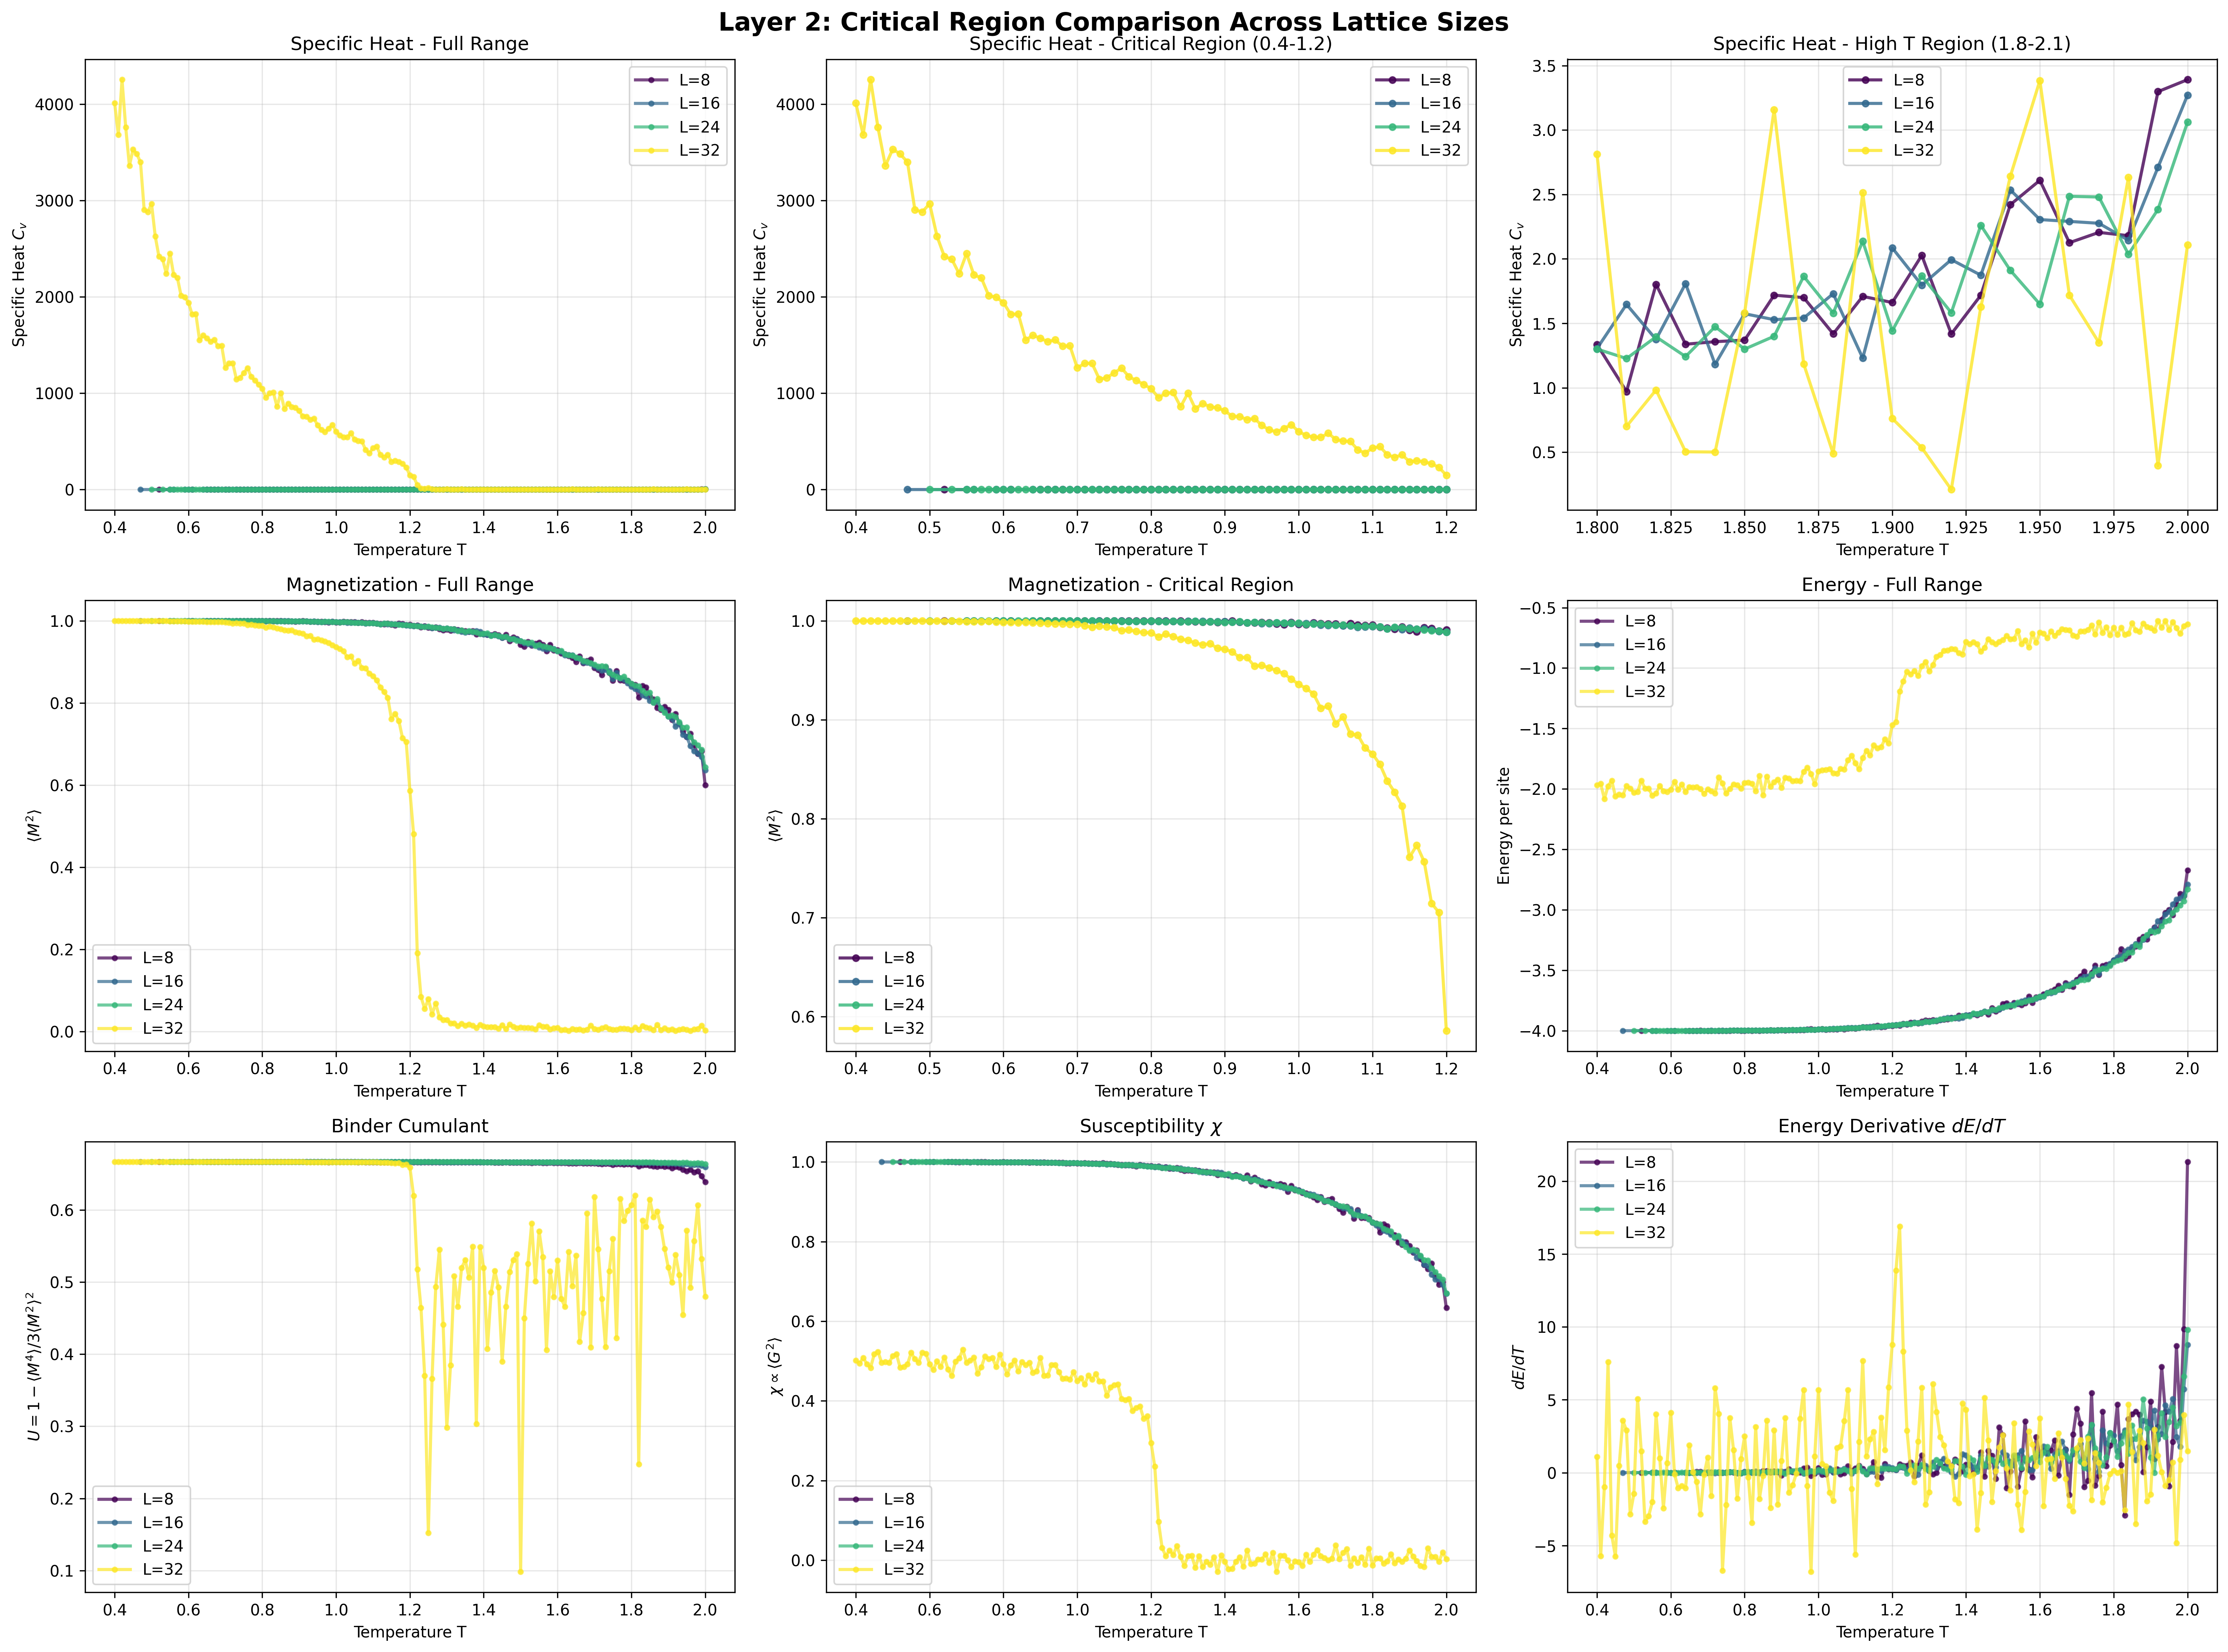 Layer 2: Critical Region Comparison Across Lattice Sizes
Specific Heat - Full Range
Specific Heat $C_v$
4000
3000
2000
1000
0
L=8
L=16
L=24
L=32
0.4 0.6 0.8 1.0 1.2 1.4 1.6 1.8 2.0
Temperature T
Specific Heat - Critical Region (0.4-1.2)
Specific Heat $C_v$
4000
3000
2000
1000
0
L=8
L=16
L=24
L=32
0.4 0.5 0.6 0.7 0.8 0.9 1.0 1.1 1.2
Temperature T
Specific Heat - High T Region (1.8-2.1)
Specific Heat $C_v$
3.5
3.0
2.5
2.0
1.5
1.0
0.5
L=8
L=16
L=24
L=32
1.800 1.825 1.850 1.875 1.900 1.925 1.950 1.975 2.000
Temperature T
Magnetization - Full Range
⟨M²⟩
1.0
0.8
0.6
0.4
0.2
0.0
L=8
L=16
L=24
L=32
0.4 0.6 0.8 1.0 1.2 1.4 1.6 1.8 2.0
Temperature T
Magnetization - Critical Region
⟨M²⟩
1.0
0.9
0.8
0.7
0.6
L=8
L=16
L=24
L=32
0.4 0.5 0.6 0.7 0.8 0.9 1.0 1.1 1.2
Temperature T
Energy - Full Range
Energy per site
−0.5
−1.0
−1.5
−2.0
−2.5
−3.0
−3.5
−4.0
L=8
L=16
L=24
L=32
0.4 0.6 0.8 1.0 1.2 1.4 1.6 1.8 2.0
Temperature T
Binder Cumulant
U = 1 − ⟨M⁴⟩/3⟨M²⟩²
0.6
0.5
0.4
0.3
0.2
0.1
L=8
L=16
L=24
L=32
0.4 0.6 0.8 1.0 1.2 1.4 1.6 1.8 2.0
Temperature T
Susceptibility χ
χ ∝ ⟨G²⟩
1.0
0.8
0.6
0.4
0.2
0.0
L=8
L=16
L=24
L=32
0.4 0.6 0.8 1.0 1.2 1.4 1.6 1.8 2.0
Temperature T
Energy Derivative dE/dT
dE/dT
20
15
10
5
0
−5
L=8
L=16
L=24
L=32
0.4 0.6 0.8 1.0 1.2 1.4 1.6 1.8 2.0
Temperature T